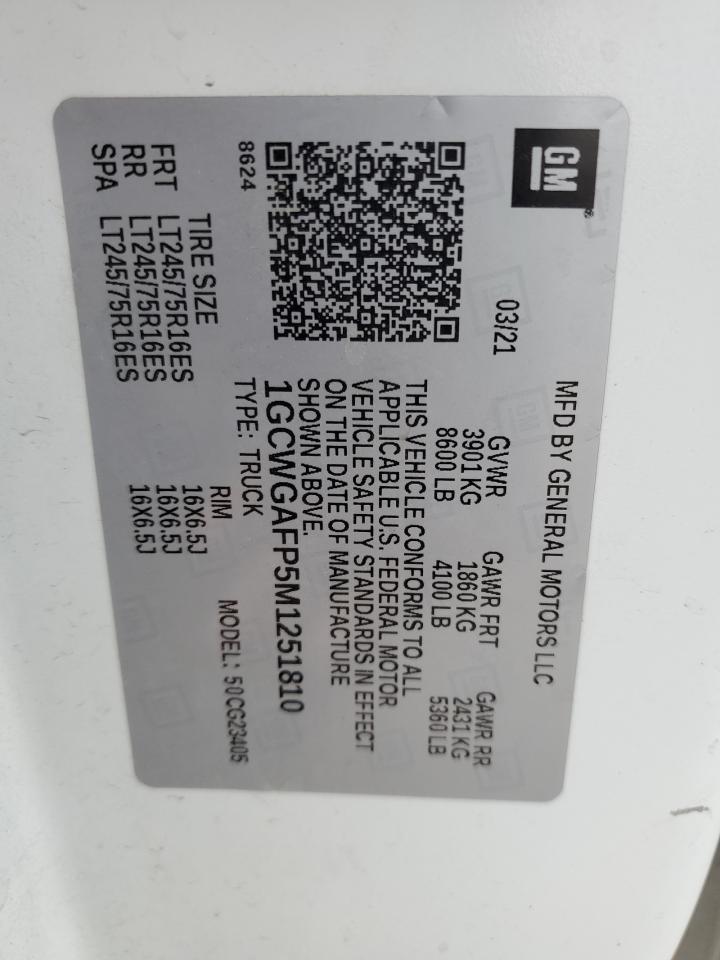 GM
MFD BY GENERAL MOTORS LLC
03/21 GVWR GAWR FRT GAWR RR
3901 KG 1860 KG 2431 KG
8600 LB 4100 LB 5360 LB
THIS VEHICLE CONFORMS TO ALL
APPLICABLE U.S. FEDERAL MOTOR
VEHICLE SAFETY STANDARDS IN EFFECT
ON THE DATE OF MANUFACTURE
SHOWN ABOVE.
1GCWGAFP5M1251810
8624 TYPE: TRUCK MODEL: 50CG23405
TIRE SIZE RIM
FRT LT245/75R16ES 16X6.5J
RR LT245/75R16ES 16X6.5J
SPA LT245/75R16ES 16X6.5J